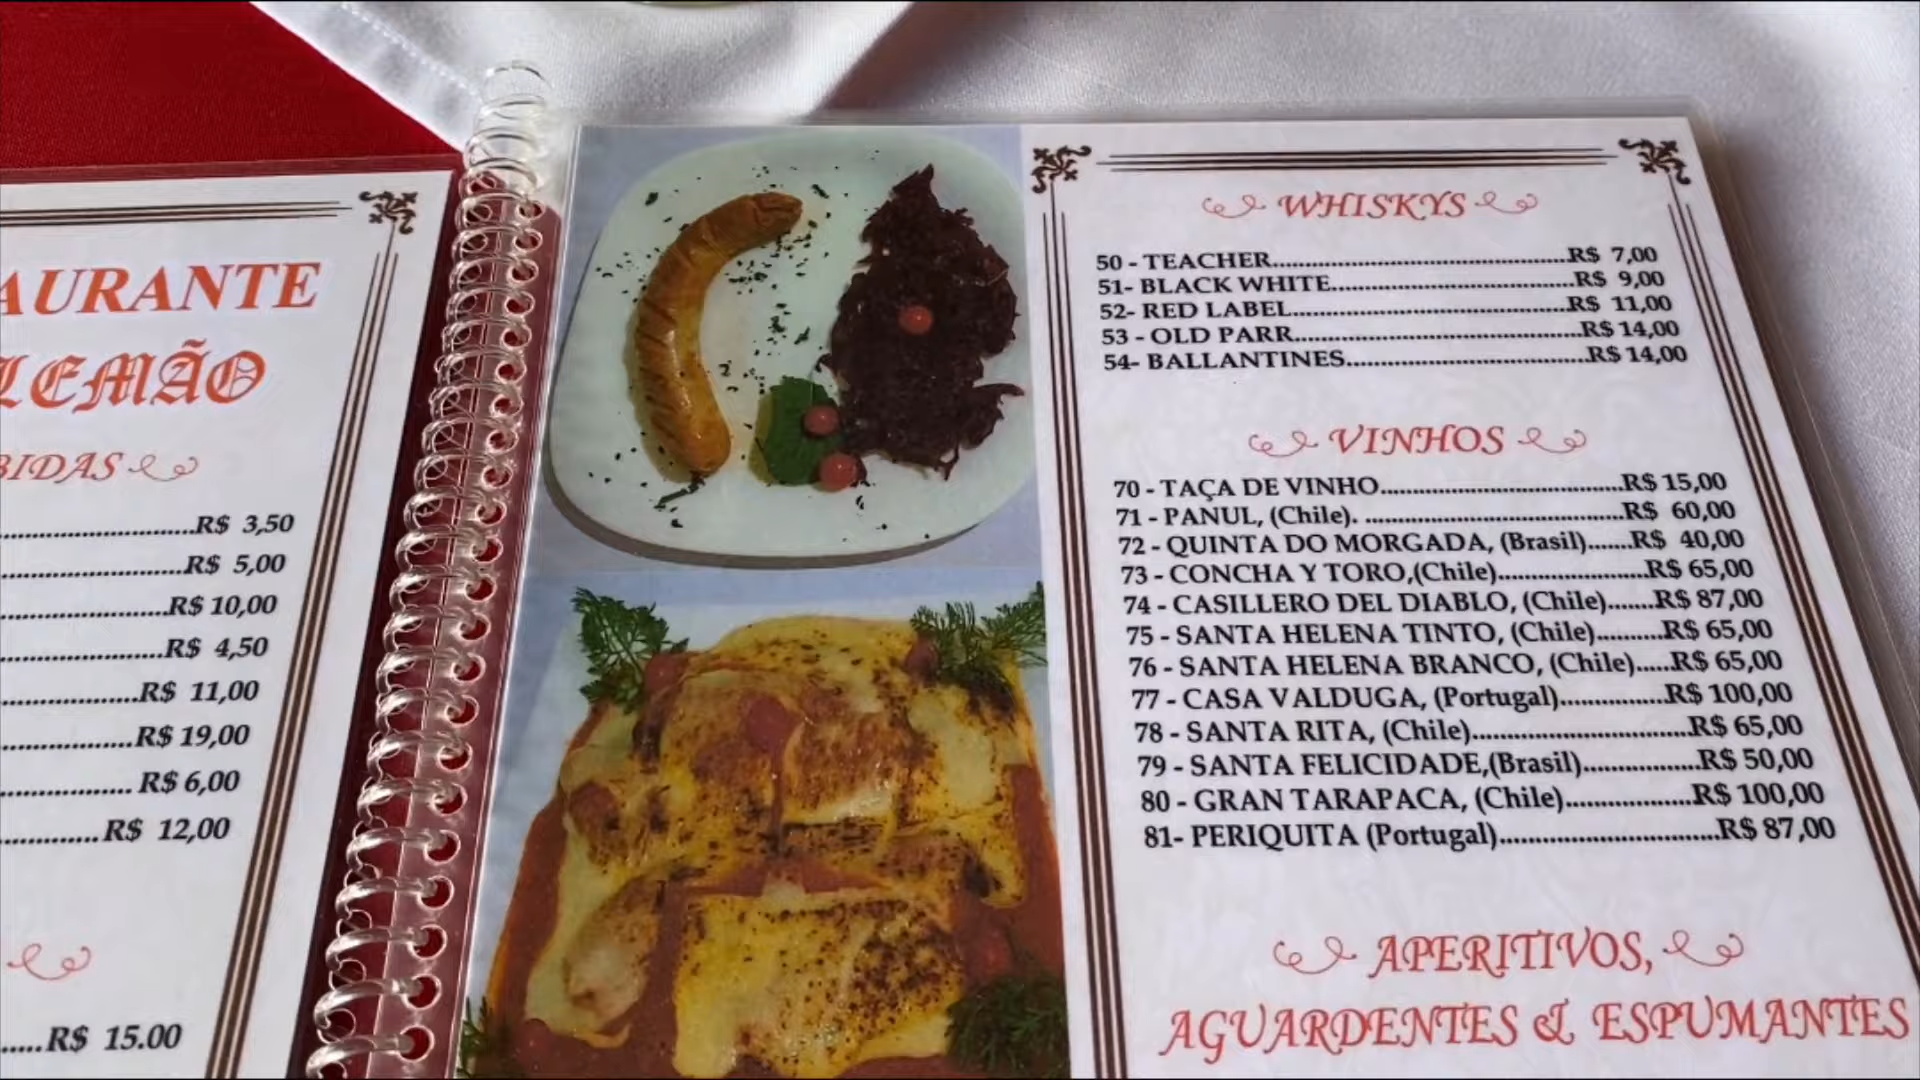 AURANTE
LEMÃO
BIDAS
R$ 3,50
R$ 5,00
R$ 10,00
R$ 4,50
R$ 11,00
R$ 19,00
R$ 6,00
R$ 12,00
R$ 15.00
WHISKYS
50 - TEACHER R$ 7,00
51- BLACK WHITE R$ 9,00
52- RED LABEL R$ 11,00
53 - OLD PARR R$ 14,00
54- BALLANTINES R$ 14,00
VINHOS
70 - TAÇA DE VINHO R$ 15,00
71 - PANUL, (Chile). R$ 60,00
72 - QUINTA DO MORGADA, (Brasil) R$ 40,00
73 - CONCHA Y TORO,(Chile) R$ 65,00
74 - CASILLERO DEL DIABLO, (Chile) R$ 87,00
75 - SANTA HELENA TINTO, (Chile) R$ 65,00
76 - SANTA HELENA BRANCO, (Chile) R$ 65,00
77 - CASA VALDUGA, (Portugal) R$ 100,00
78 - SANTA RITA, (Chile) R$ 65,00
79 - SANTA FELICIDADE,(Brasil) R$ 50,00
80 - GRAN TARAPACA, (Chile) R$ 100,00
81- PERIQUITA (Portugal) R$ 87,00
APERITIVOS,
AGUARDENTES & ESPUMANTES